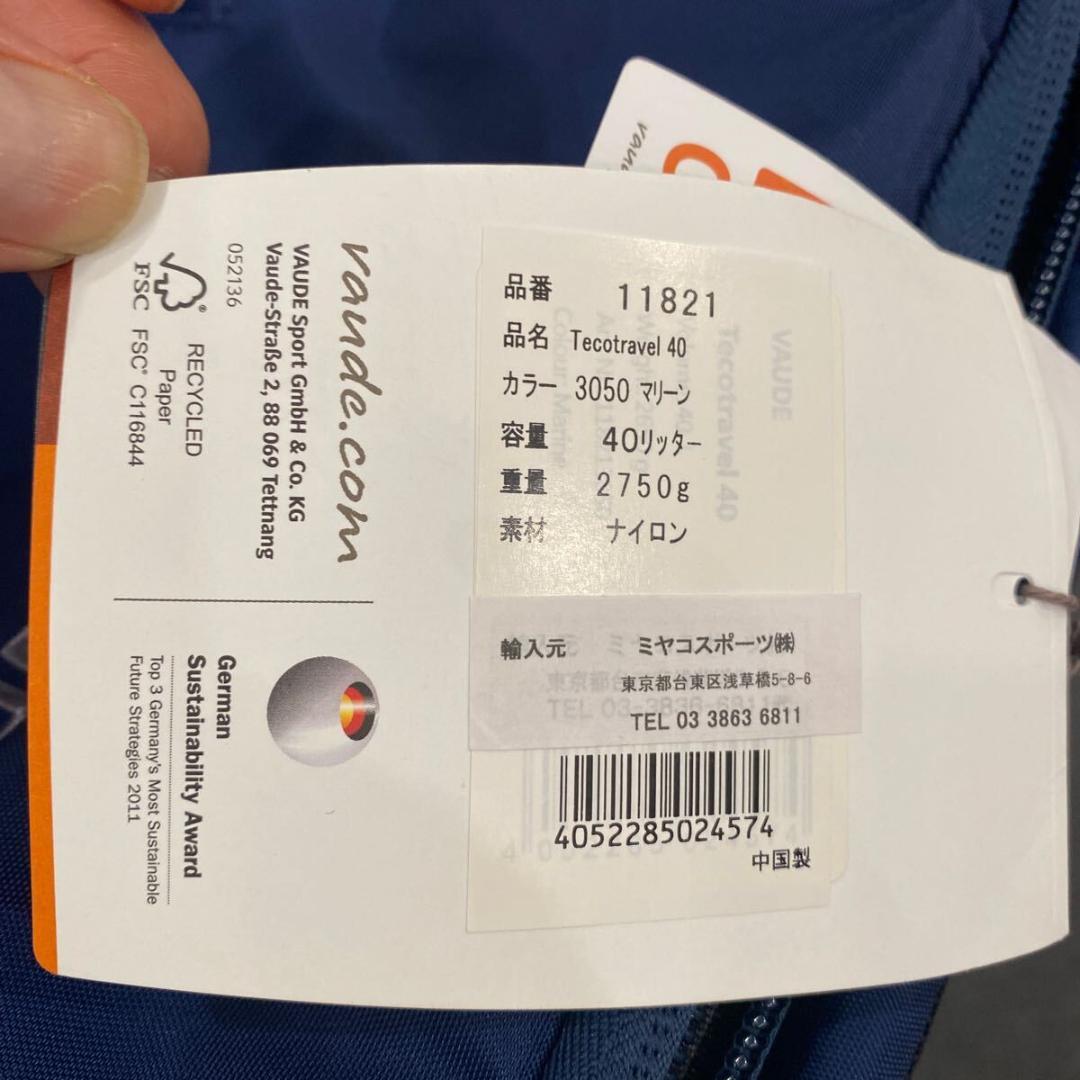 品番 11821
品名 Tecotravel 40
カラー 3050 マリーン
容量 40リッター
重量 2750g
素材 ナイロン
輸入元 ミヤコスポーツ㈱
東京都台東区浅草橋5-8-6
TEL 03 3863 6811
4052285024574
中国製
VAUDE
Tecotravel 40
vaude.com
VAUDE Sport GmbH & Co. KG
Vaude-Straße 2, 88 069 Tettnang
052136
RECYCLED
Paper
FSC FSC® C116844
German
Sustainability Award
Top 3 Germany's Most Sustainable
Future Strategies 2011